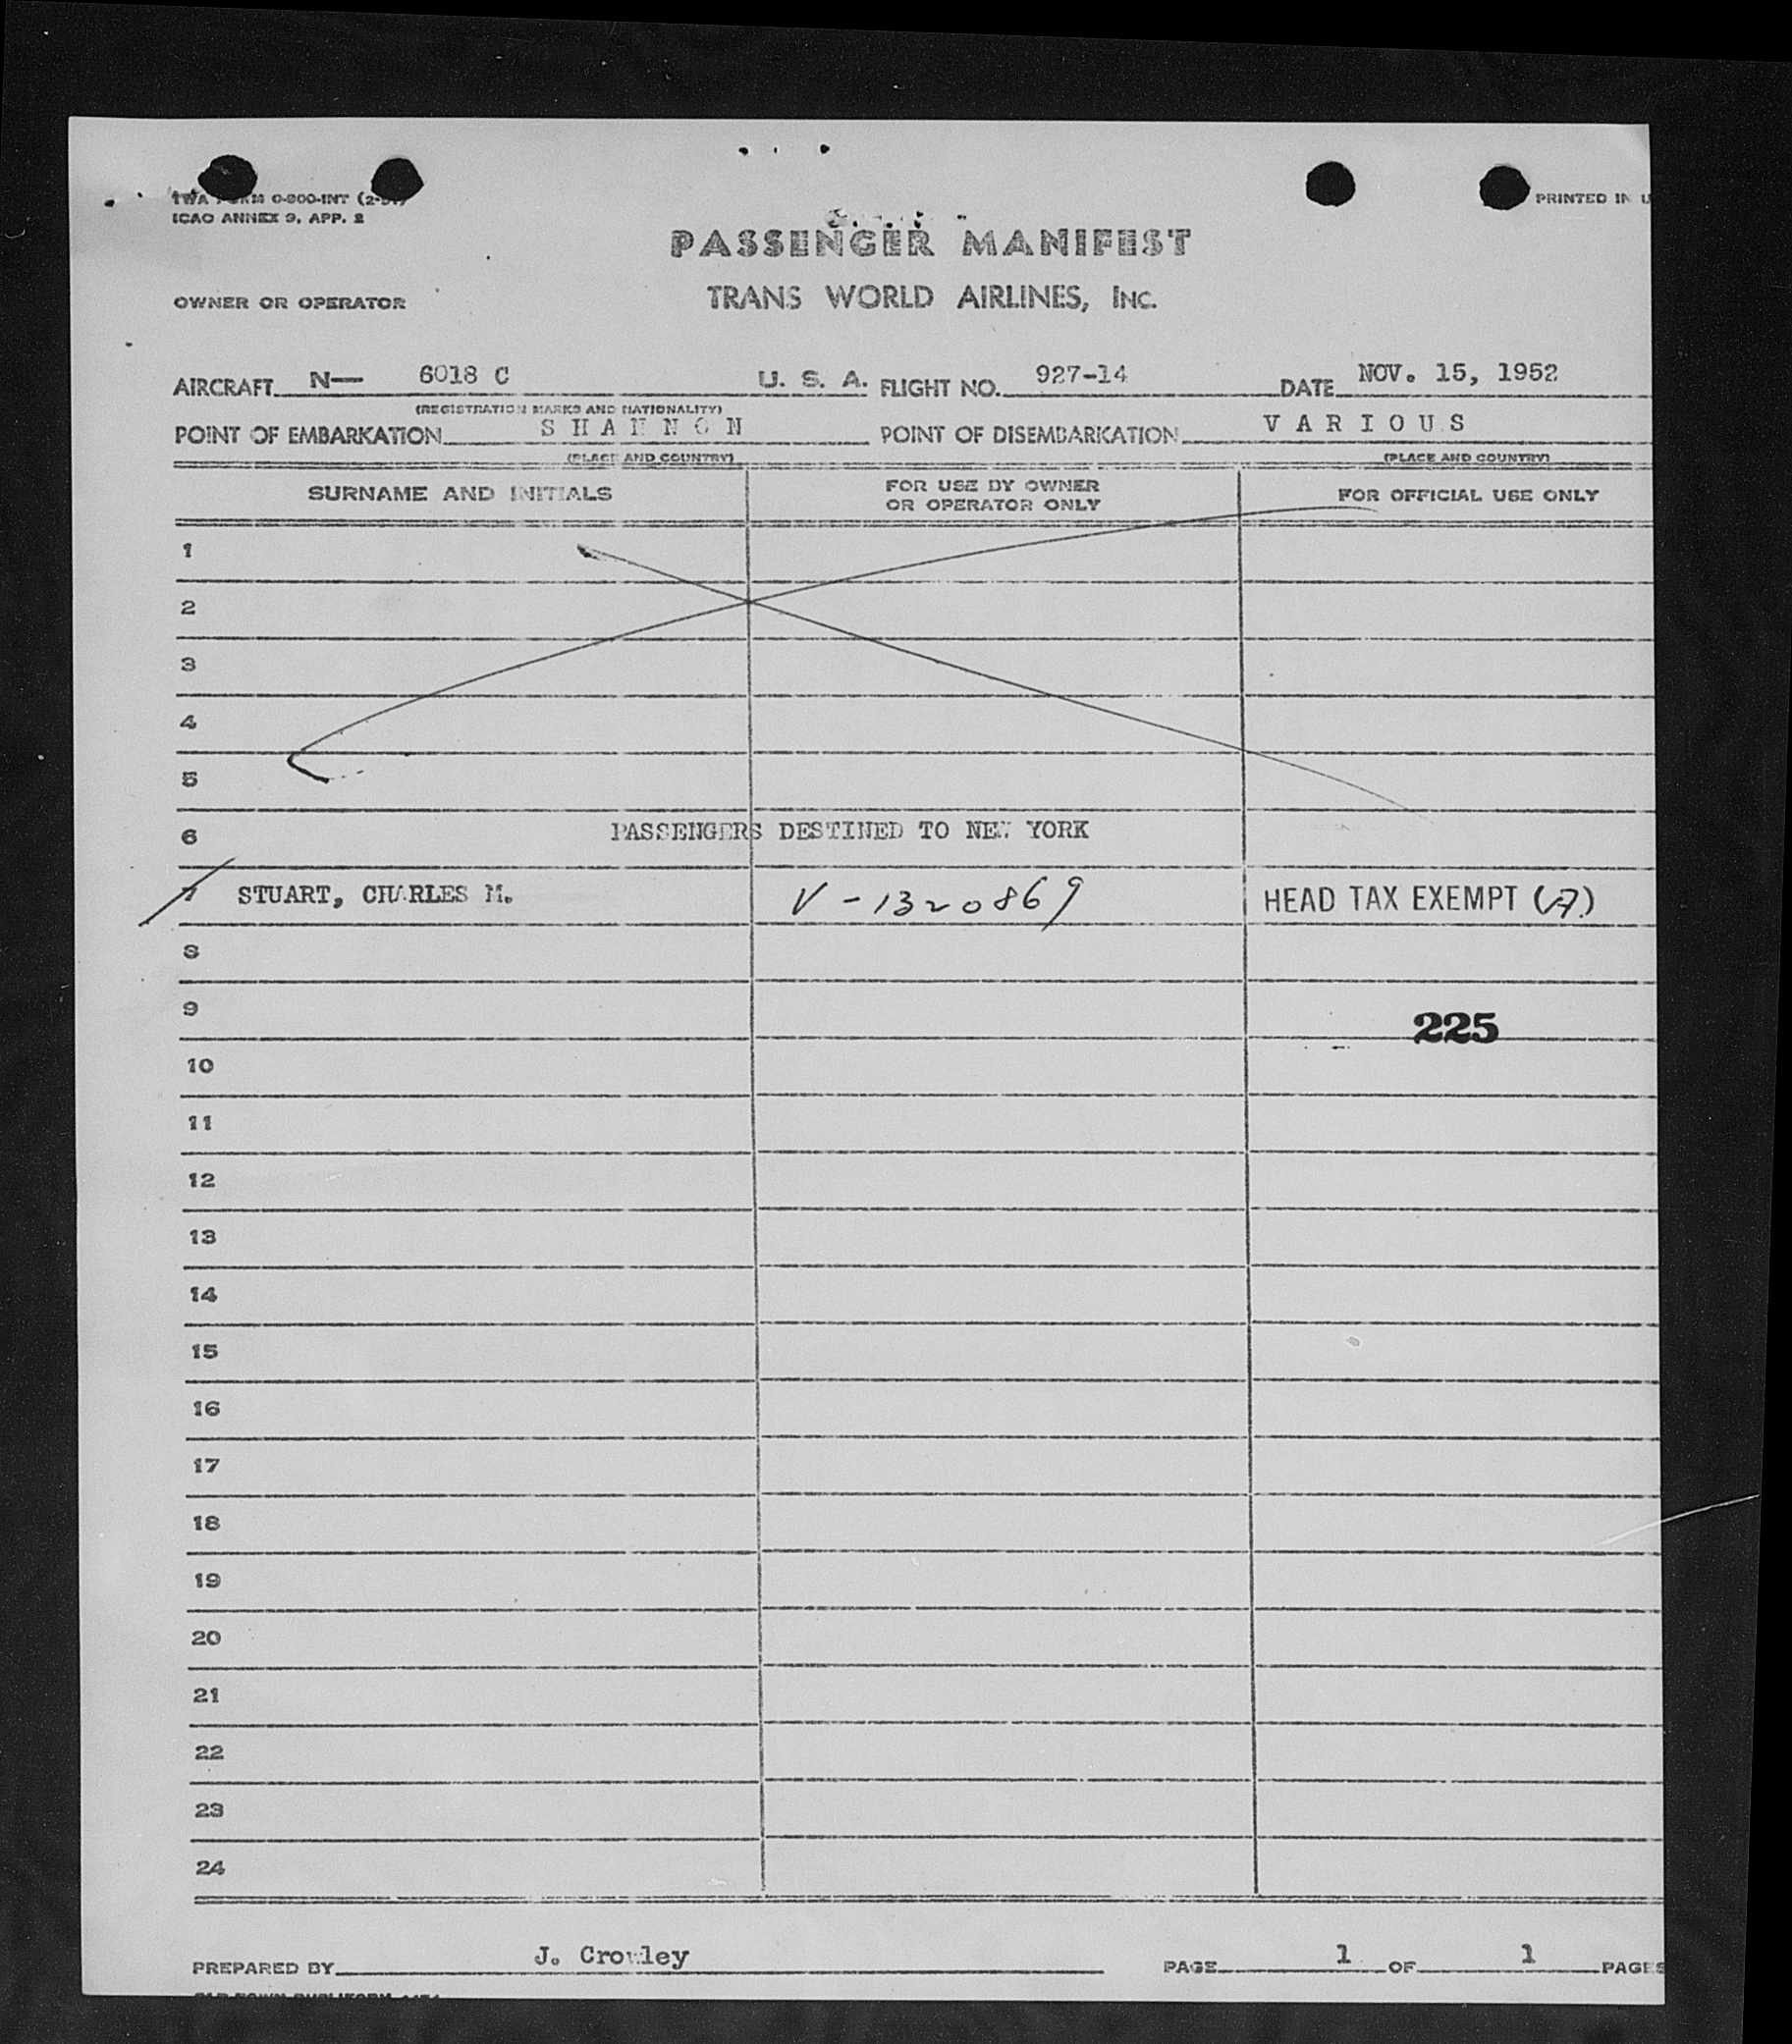 TWA FORM 0-800-INT
ICAO ANNEX 9, APP. 2
PRINTED IN U
PASSENGER MANIFEST
OWNER OR OPERATOR
TRANS WORLD AIRLINES, INC.
AIRCRAFT N— 6018 C U. S. A. FLIGHT NO. 927-14 DATE NOV. 15, 1952
(REGISTRATION MARKS AND NATIONALITY)
POINT OF EMBARKATION S H A N N O N POINT OF DISEMBARKATION V A R I O U S
(PLACE AND COUNTRY) (PLACE AND COUNTRY)
SURNAME AND INITIALS FOR USE BY OWNER OR OPERATOR ONLY FOR OFFICIAL USE ONLY
1
2
3
4
5
6 PASSENGERS DESTINED TO NEW YORK
7 STUART, CHARLES M. V-1320869 HEAD TAX EXEMPT (A)
8
9 225
10
11
12
13
14
15
16
17
18
19
20
21
22
23
24
PREPARED BY J. Crowley PAGE 1 OF 1 PAGES